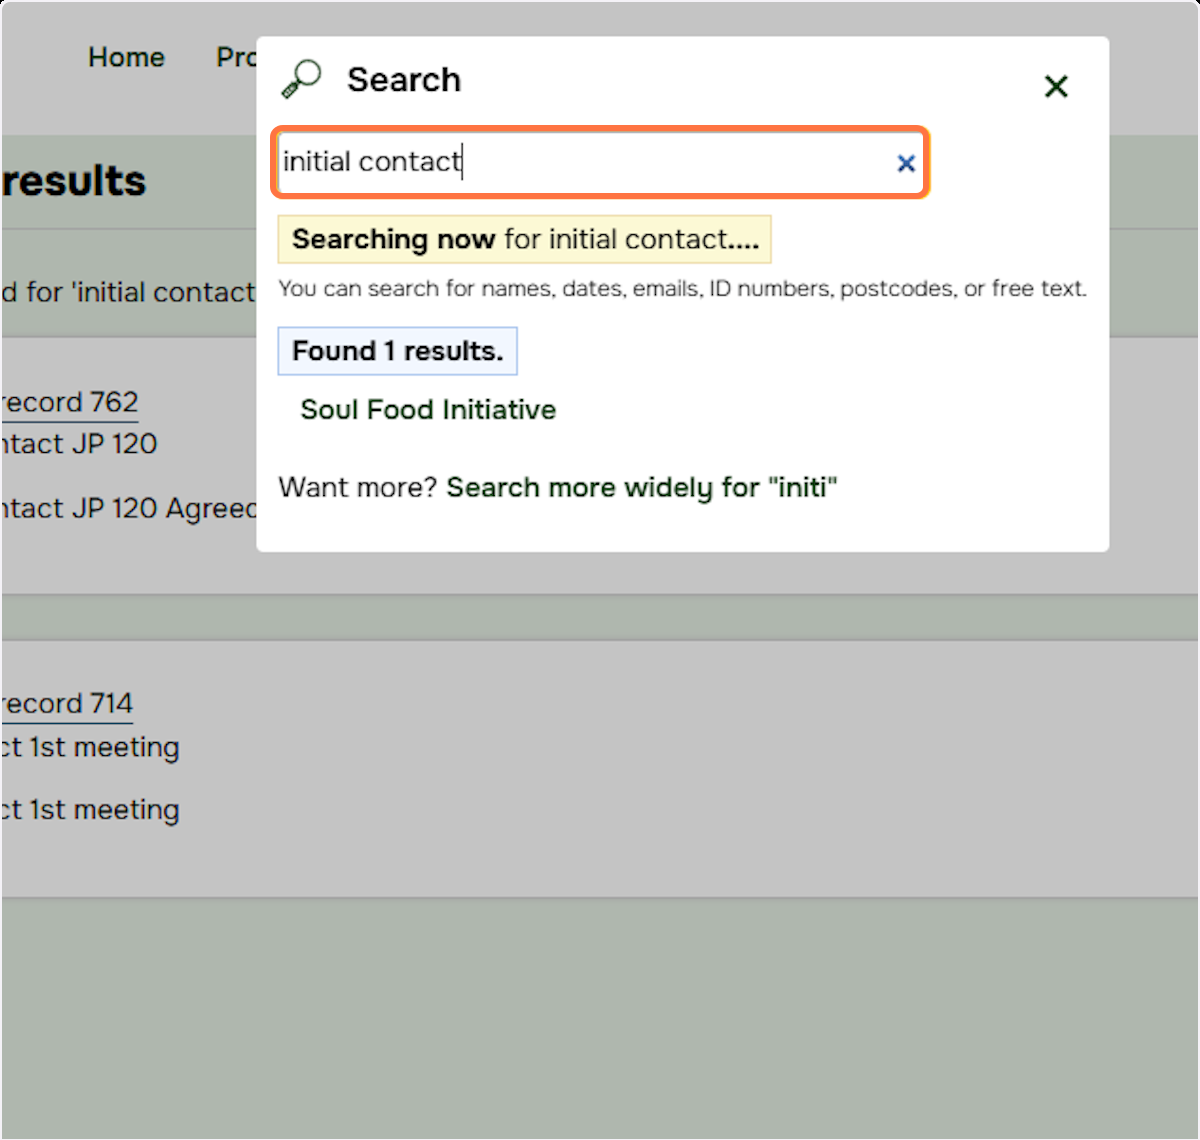 Home Pro
Search
initial contact
results
Searching now for initial contact....
You can search for names, dates, emails, ID numbers, postcodes, or free text.
d for 'initial contact
Found 1 results.
record 762
Soul Food Initiative
ntact JP 120
Want more? Search more widely for "initi"
ntact JP 120 Agreed
record 714
ct 1st meeting
ct 1st meeting